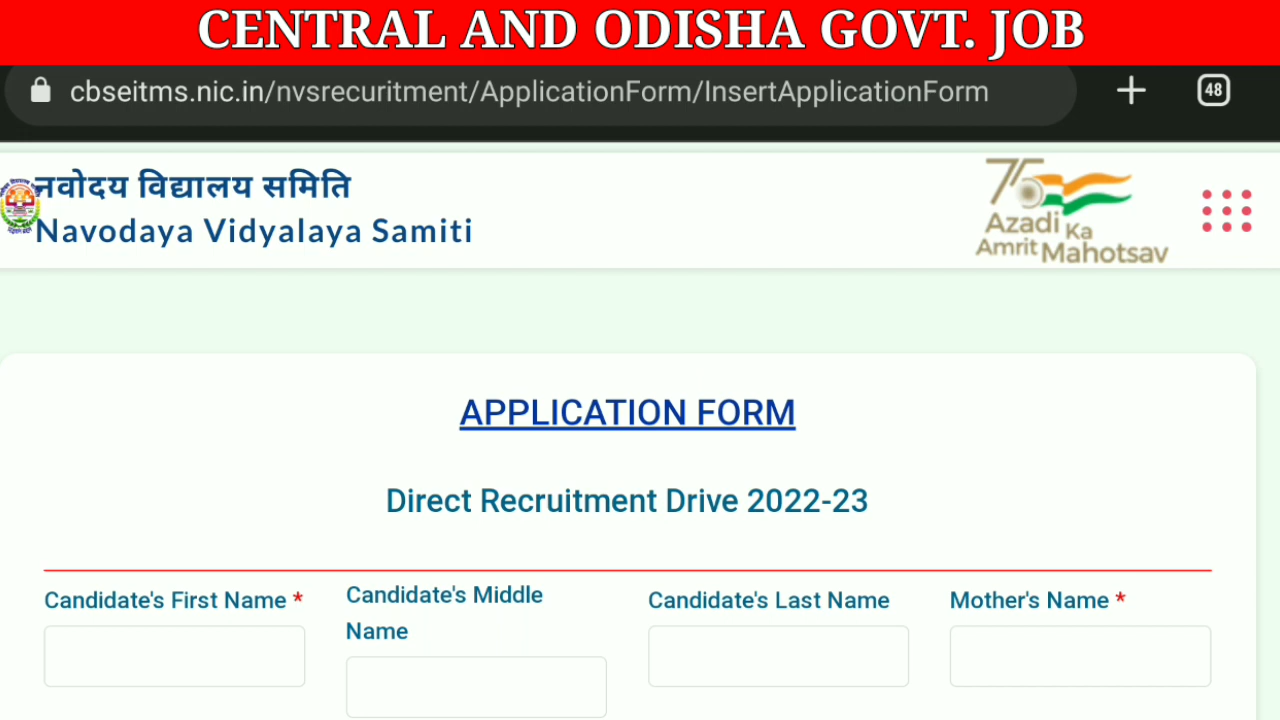 CENTRAL AND ODISHA GOVT. JOB
cbseitms.nic.in/nvsrecuritment/ApplicationForm/InsertApplicationForm
48
नवोदय विद्यालय समिति
Navodaya Vidyalaya Samiti
75
Azadi Ka
Amrit Mahotsav
APPLICATION FORM
Direct Recruitment Drive 2022-23
Candidate's First Name *
Candidate's Middle
Name
Candidate's Last Name
Mother's Name *